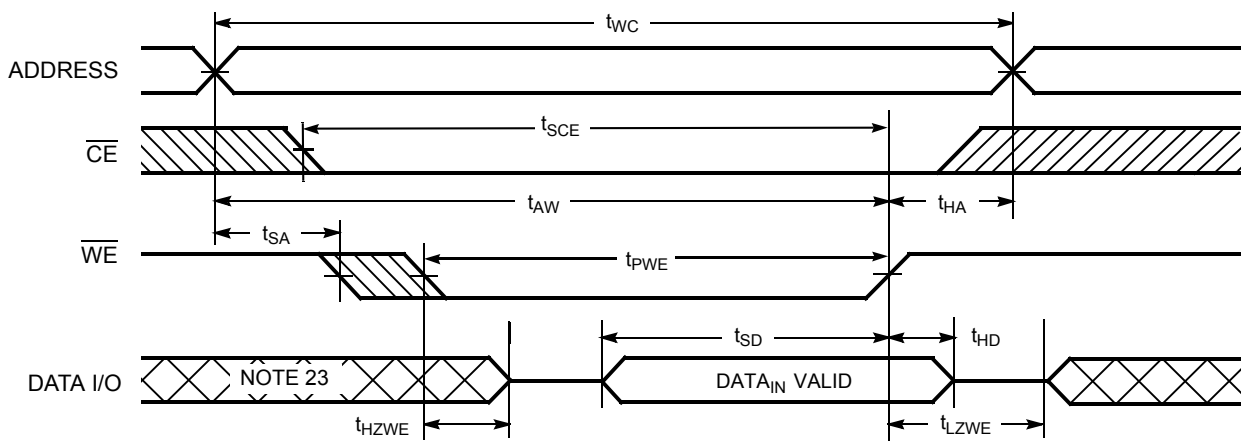 tWC
ADDRESS
tSCE
CE
tAW
tHA
tSA
WE
tPWE
tSD
tHD
DATA I/O
NOTE 23
DATAIN VALID
tHZWE
tLZWE